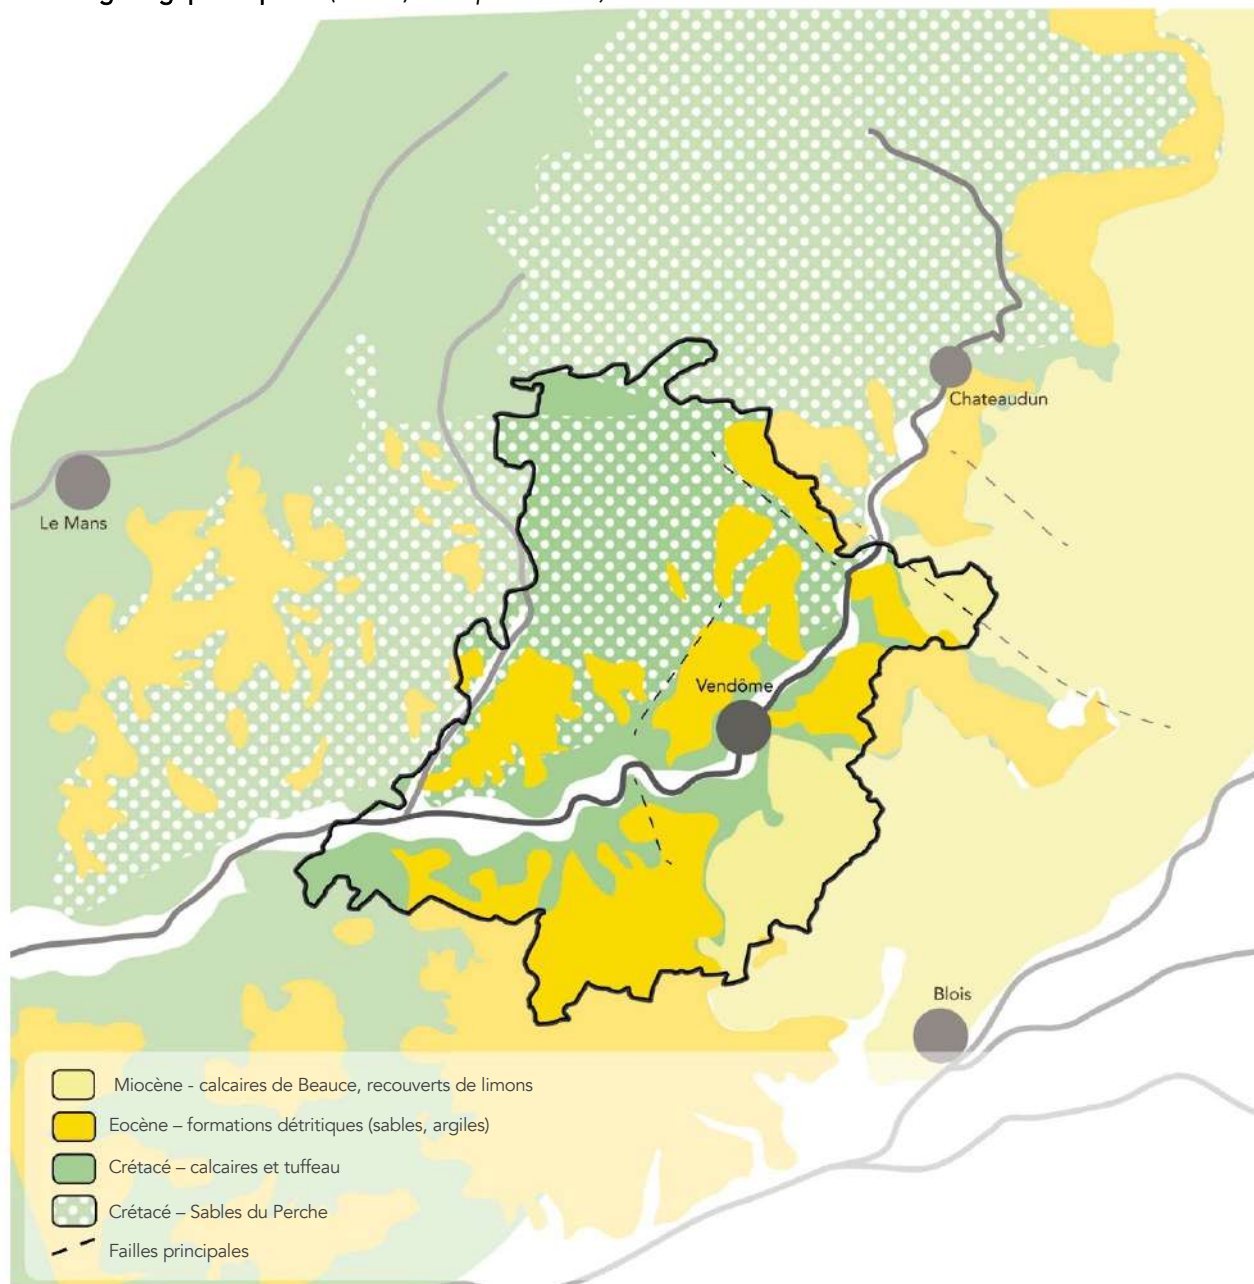 Chateaudun
Le Mans
Vendôme
Blois
Miocène - calcaires de Beauce, recouverts de limons
Eocène – formations détritiques (sables, argiles)
Crétacé – calcaires et tuffeau
Crétacé – Sables du Perche
Failles principales